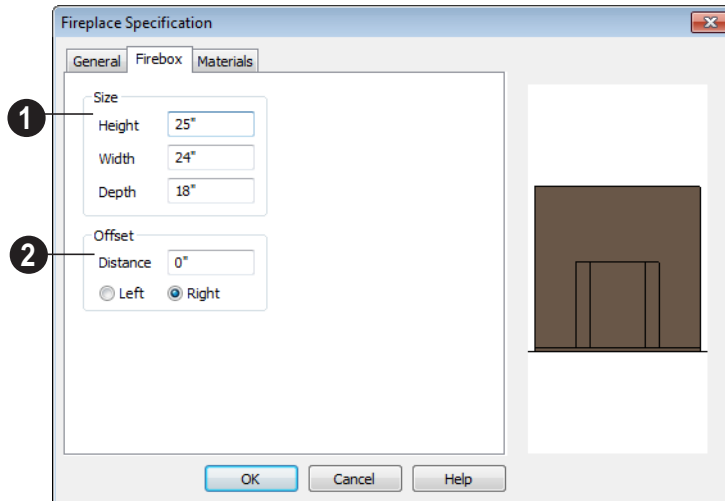 Fireplace Specification
General Firebox Materials
Size
1
Height 25"
Width 24"
Depth 18"
Offset
2
Distance 0"
Left Right
OK Cancel Help